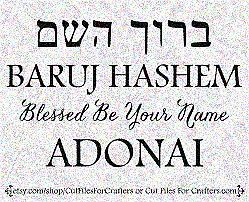 ברוך השם
BARUJ HASHEM
Blessed Be Your Name
ADONAI
etsy.com/shop/CutFilesForCrafters or Cut Files For Crafters.com